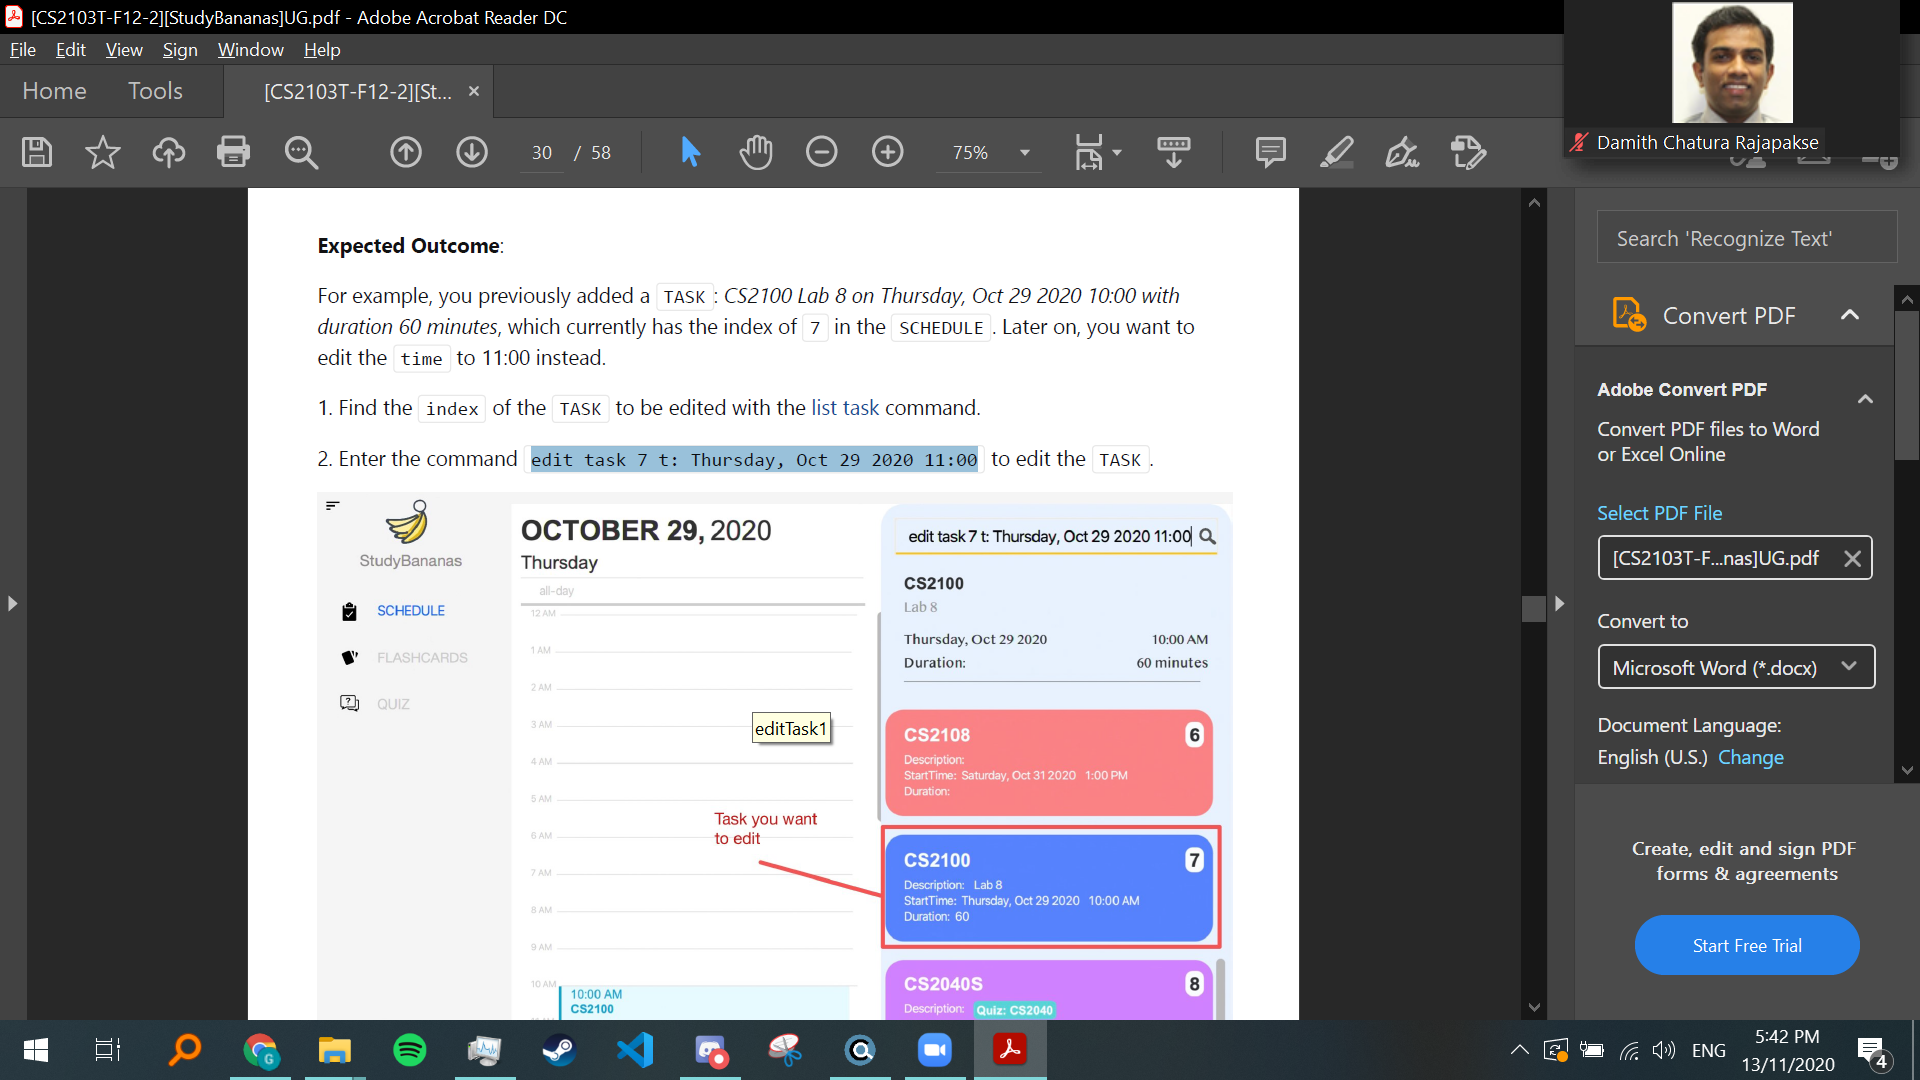 [CS2103T-F12-2][StudyBananas]UG.pdf - Adobe Acrobat Reader DC
File Edit View Sign Window Help
Home Tools [CS2103T-F12-2][St... ×
30 / 58 75%
Damith Chatura Rajapakse
Expected Outcome:
For example, you previously added a TASK: CS2100 Lab 8 on Thursday, Oct 29 2020 10:00 with
duration 60 minutes, which currently has the index of 7 in the SCHEDULE. Later on, you want to
edit the time to 11:00 instead.
1. Find the index of the TASK to be edited with the list task command.
2. Enter the command edit task 7 t: Thursday, Oct 29 2020 11:00 to edit the TASK.
StudyBananas
SCHEDULE
FLASHCARDS
QUIZ
OCTOBER 29, 2020
Thursday
all-day
12 AM
1 AM
2 AM
3 AM
4 AM
5 AM
6 AM
7 AM
8 AM
9 AM
10 AM
10:00 AM
CS2100
editTask1
Task you want
to edit
edit task 7 t: Thursday, Oct 29 2020 11:00
CS2100
Lab 8
Thursday, Oct 29 2020 10:00 AM
Duration: 60 minutes
CS2108 6
Description:
StartTime: Saturday, Oct 31 2020 1:00 PM
Duration:
CS2100 7
Description: Lab 8
StartTime: Thursday, Oct 29 2020 10:00 AM
Duration: 60
CS2040S 8
Description: Quiz: CS2040
Search 'Recognize Text'
Convert PDF
Adobe Convert PDF
Convert PDF files to Word
or Excel Online
Select PDF File
[CS2103T-F...nas]UG.pdf
Convert to
Microsoft Word (*.docx)
Document Language:
English (U.S.) Change
Create, edit and sign PDF
forms & agreements
Start Free Trial
ENG
5:42 PM
13/11/2020
4